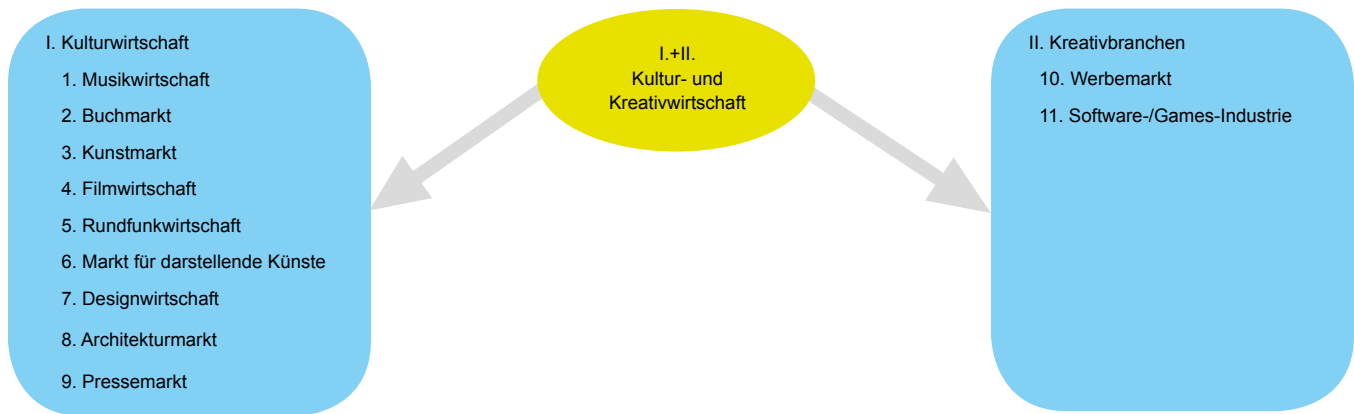 I. Kulturwirtschaft
1. Musikwirtschaft
2. Buchmarkt
3. Kunstmarkt
4. Filmwirtschaft
5. Rundfunkwirtschaft
6. Markt für darstellende Künste
7. Designwirtschaft
8. Architekturmarkt
9. Pressemarkt
I.+II.
Kultur- und
Kreativwirtschaft
II. Kreativbranchen
10. Werbemarkt
11. Software-/Games-Industrie